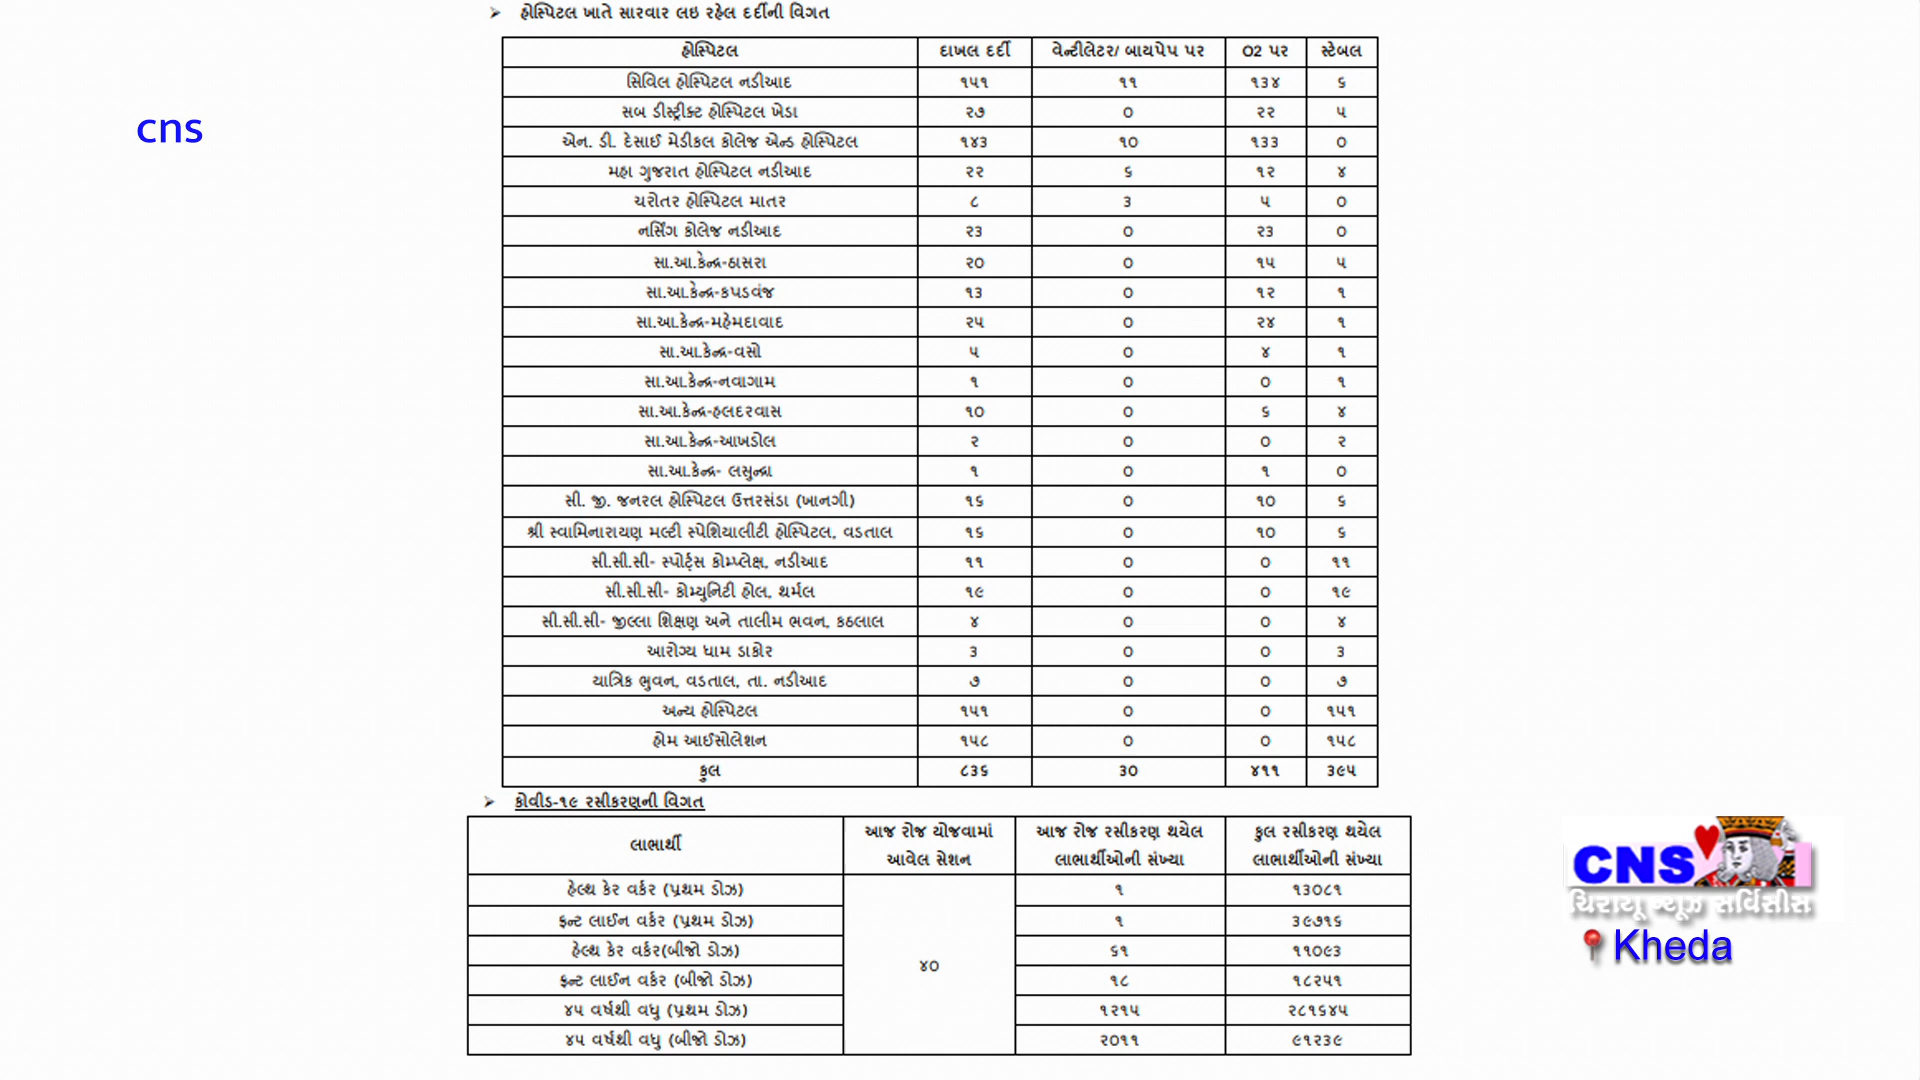 ➢ હોસ્પિટલ ખાતે સારવાર લઇ રહેલ દર્દીની વિગત
હોસ્પિટલ દાખલ દર્દી વેન્ટીલેટર/ બાયપેપ પર O2 પર સ્ટેબલ
સિવિલ હોસ્પિટલ નડીઆદ ૧૫૧ ૧૧ ૧૩૪ ૬
સબ ડીસ્ટ્રીક્ટ હોસ્પિટલ ખેડા ૨૭ ૦ ૨૨ ૫
cns
એન. ડી. દેસાઈ મેડીકલ કોલેજ એન્ડ હોસ્પિટલ ૧૪૩ ૧૦ ૧૩૩ ૦
મહા ગુજરાત હોસ્પિટલ નડીઆદ ૨૨ ૬ ૧૨ ૪
ચરોતર હોસ્પિટલ માતર ૮ ૩ ૫ ૦
નર્સિંગ કોલેજ નડીઆદ ૨૩ ૦ ૨૩ ૦
સા.આ.કેન્દ્ર-ઠાસરા ૨૦ ૦ ૧૫ ૫
સા.આ.કેન્દ્ર-કપડવંજ ૧૩ ૦ ૧૨ ૧
સા.આ.કેન્દ્ર-મહેમદાવાદ ૨૫ ૦ ૨૪ ૧
સા.આ.કેન્દ્ર-વસો ૫ ૦ ૪ ૧
સા.આ.કેન્દ્ર-નવાગામ ૧ ૦ ૦ ૧
સા.આ.કેન્દ્ર-હલદરવાસ ૧૦ ૦ ૬ ૪
સા.આ.કેન્દ્ર-આખડોલ ૨ ૦ ૦ ૨
સા.આ.કેન્દ્ર- લસુન્દ્રા ૧ ૦ ૧ ૦
સી. જી. જનરલ હોસ્પિટલ ઉત્તરસંડા (ખાનગી) ૧૬ ૦ ૧૦ ૬
શ્રી સ્વામિનારાયણ મલ્ટી સ્પેશિયાલીટી હોસ્પિટલ, વડતાલ ૧૬ ૦ ૧૦ ૬
સી.સી.સી- સ્પોર્ટ્સ કોમ્પ્લેક્ષ, નડીઆદ ૧૧ ૦ ૦ ૧૧
સી.સી.સી- કોમ્યુનિટી હોલ, થર્મલ ૧૯ ૦ ૦ ૧૯
સી.સી.સી- જીલ્લા શિક્ષણ અને તાલીમ ભવન, કઠલાલ ૪ ૦ ૦ ૪
આરોગ્ય ધામ ડાકોર ૩ ૦ ૦ ૩
યાત્રિક ભુવન, વડતાલ, તા. નડીઆદ ૭ ૦ ૦ ૭
અન્ય હોસ્પિટલ ૧૫૧ ૦ ૦ ૧૫૧
હોમ આઈસોલેશન ૧૫૮ ૦ ૦ ૧૫૮
કુલ ૮૩૬ ૩૦ ૪૧૧ ૩૯૫
➢ કોવીડ-૧૯ રસીકરણની વિગત
લાભાર્થી આજ રોજ યોજવામાં આવેલ સેશન આજ રોજ રસીકરણ થયેલ લાભાર્થીઓની સંખ્યા કુલ રસીકરણ થયેલ લાભાર્થીઓની સંખ્યા
હેલ્થ કેર વર્કર (પ્રથમ ડોઝ) ૧ ૧૩૦૮૧
ફ્રન્ટ લાઈન વર્કર (પ્રથમ ડોઝ) ૧ ૩૯૭૧૬
હેલ્થ કેર વર્કર(બીજો ડોઝ) ૬૧ ૧૧૦૯૩
૪૦
ફ્રન્ટ લાઈન વર્કર (બીજો ડોઝ) ૧૮ ૧૮૨૫૧
૪૫ વર્ષથી વધુ (પ્રથમ ડોઝ) ૧૨૧૫ ૨૮૧૬૪૫
૪૫ વર્ષથી વધુ (બીજો ડોઝ) ૨૦૧૧ ૯૧૨૩૯
CNS
ચિરાયૂ ન્યૂઝ સર્વિસીસ
Kheda